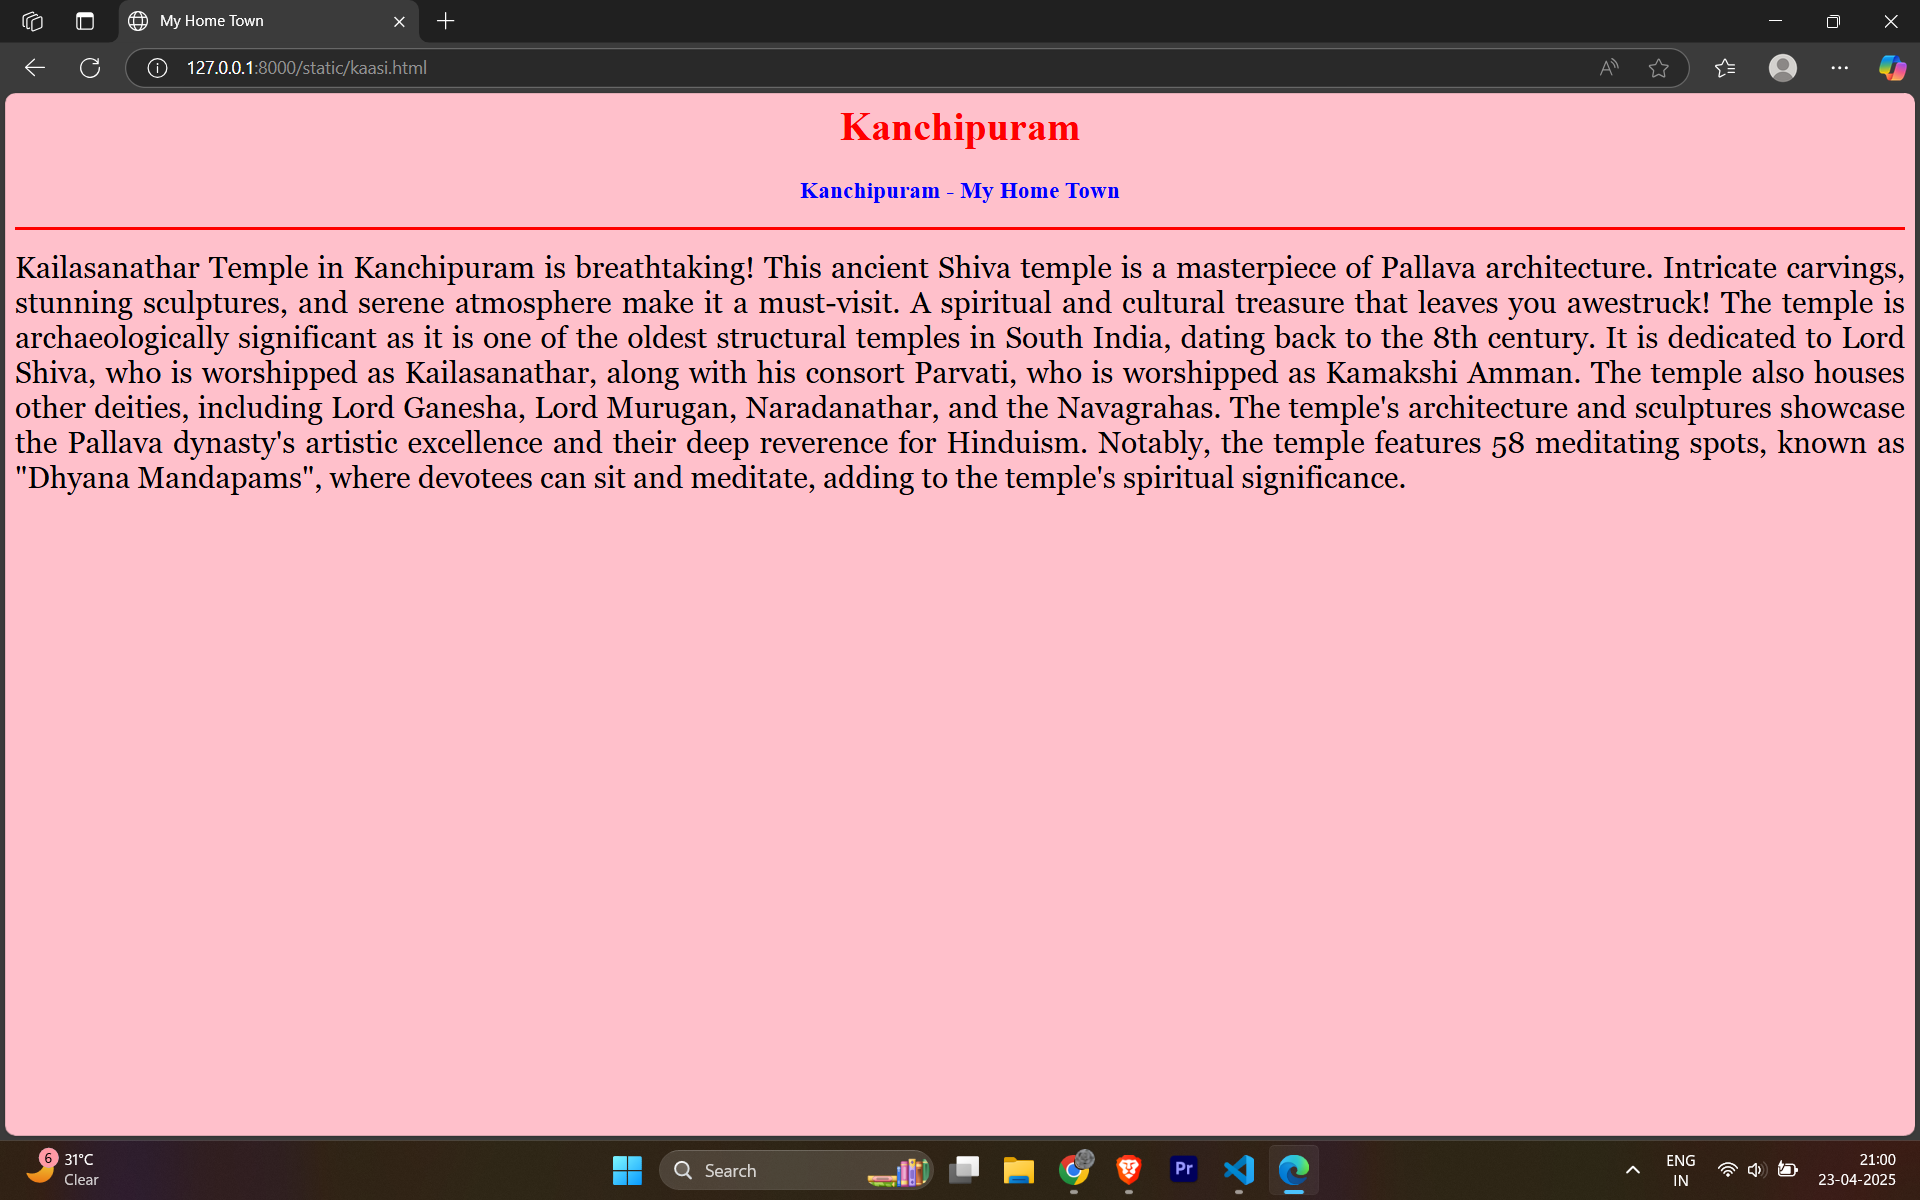 My Home Town
127.0.0.1:8000/static/kaasi.html
Kanchipuram
Kanchipuram - My Home Town
Kailasanathar Temple in Kanchipuram is breathtaking! This ancient Shiva temple is a masterpiece of Pallava architecture. Intricate carvings,
stunning sculptures, and serene atmosphere make it a must-visit. A spiritual and cultural treasure that leaves you awestruck! The temple is
archaeologically significant as it is one of the oldest structural temples in South India, dating back to the 8th century. It is dedicated to Lord
Shiva, who is worshipped as Kailasanathar, along with his consort Parvati, who is worshipped as Kamakshi Amman. The temple also houses
other deities, including Lord Ganesha, Lord Murugan, Naradanathar, and the Navagrahas. The temple's architecture and sculptures showcase
the Pallava dynasty's artistic excellence and their deep reverence for Hinduism. Notably, the temple features 58 meditating spots, known as
"Dhyana Mandapams", where devotees can sit and meditate, adding to the temple's spiritual significance.
6
31°C
Clear
Search
Pr
ENG
IN
21:00
23-04-2025